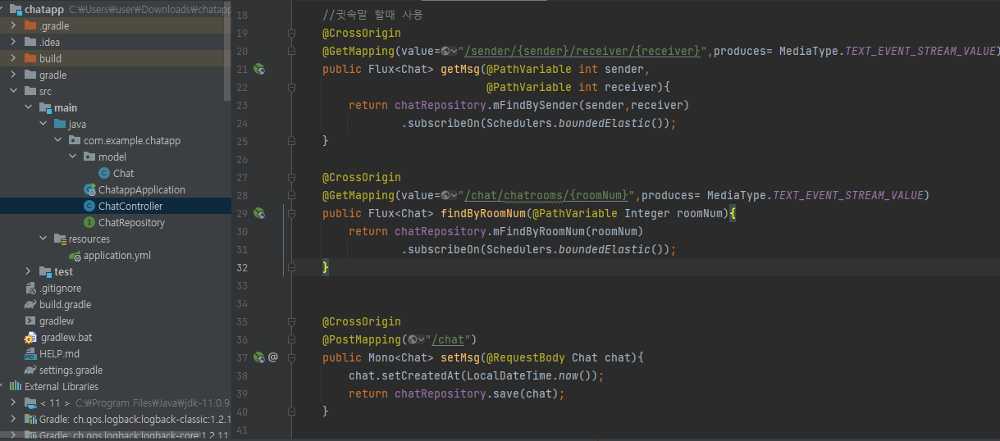 chatapp C:₩Users₩user₩Downloads₩chatapp
.gradle
.idea
build
gradle
src
main
java
com.example.chatapp
model
Chat
ChatappApplication
ChatController
ChatRepository
resources
application.yml
test
.gitignore
build.gradle
gradlew
gradlew.bat
HELP.md
settings.gradle
External Libraries
< 11 > C:₩Program Files₩Java₩jdk-11.0.9
Gradle: ch.qos.logback:logback-classic:1.2.1
Gradle: ch.qos.logback:logback-core:1.2.11
18 //귓속말 할때 사용
19 @CrossOrigin
20 @GetMapping(value="/sender/{sender}/receiver/{receiver}",produces= MediaType.TEXT_EVENT_STREAM_VALUE)
21 public Flux<Chat> getMsg(@PathVariable int sender,
22 @PathVariable int receiver){
23 return chatRepository.mFindBySender(sender,receiver)
24 .subscribeOn(Schedulers.boundedElastic());
25 }
26
27 @CrossOrigin
28 @GetMapping(value="/chat/chatrooms/{roomNum}",produces= MediaType.TEXT_EVENT_STREAM_VALUE)
29 public Flux<Chat> findByRoomNum(@PathVariable Integer roomNum){
30 return chatRepository.mFindByRoomNum(roomNum)
31 .subscribeOn(Schedulers.boundedElastic());
32 }
33
34
35 @CrossOrigin
36 @PostMapping("/chat")
37 @ public Mono<Chat> setMsg(@RequestBody Chat chat){
38 chat.setCreatedAt(LocalDateTime.now());
39 return chatRepository.save(chat);
40 }
41